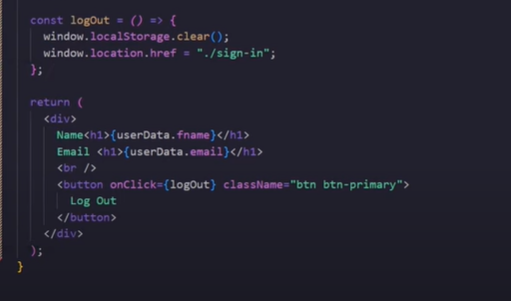 const logOut = () => {
window.localStorage.clear();
window.location.href = "./sign-in";
};
return (
<div>
Name<h1>{userData.fname}</h1>
Email <h1>{userData.email}</h1>
<br />
<button onClick={logOut} className="btn btn-primary">
Log Out
</button>
</div>
);
}